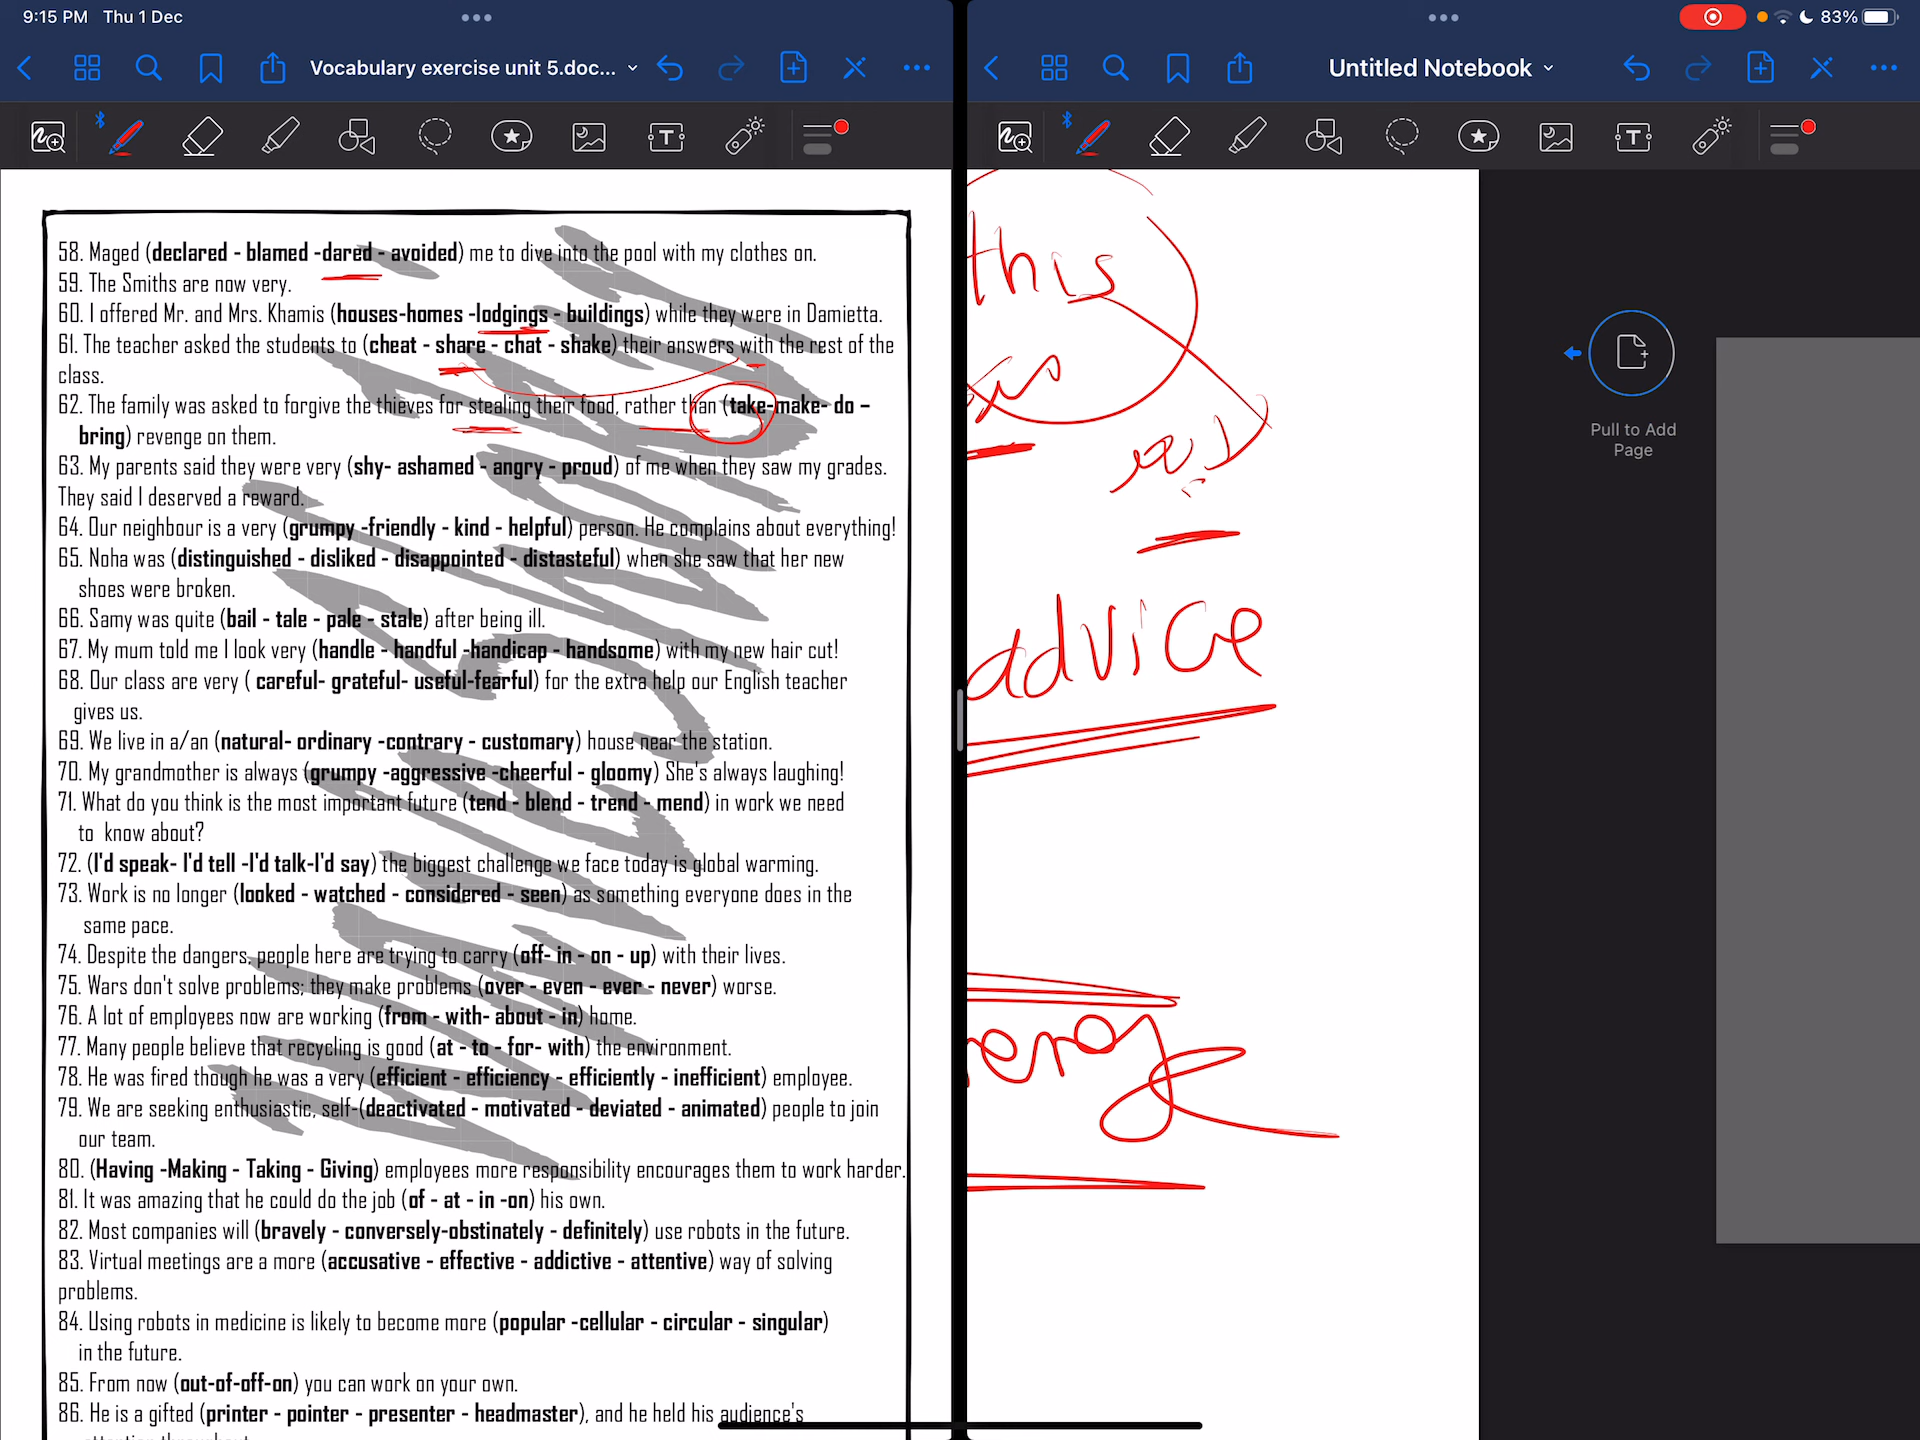 9:15 PM Thu 1 Dec
83%
Vocabulary exercise unit 5.doc...
Untitled Notebook
58. Maged (declared - blamed -dared - avoided) me to dive into the pool with my clothes on.
59. The Smiths are now very.
60. I offered Mr. and Mrs. Khamis (houses-homes -lodgings - buildings) while they were in Damietta.
61. The teacher asked the students to (cheat - share - chat - shake) their answers with the rest of the
class.
62. The family was asked to forgive the thieves for stealing their food, rather than (take-make- do –
bring) revenge on them.
63. My parents said they were very (shy- ashamed - angry - proud) of me when they saw my grades.
They said I deserved a reward.
64. Our neighbour is a very (grumpy -friendly - kind - helpful) person. He complains about everything!
65. Noha was (distinguished - disliked - disappointed - distasteful) when she saw that her new
shoes were broken.
66. Samy was quite (bail - tale - pale - stale) after being ill.
67. My mum told me I look very (handle - handful -handicap - handsome) with my new hair cut!
68. Our class are very ( careful- grateful- useful-fearful) for the extra help our English teacher
gives us.
69. We live in a/an (natural- ordinary -contrary - customary) house near the station.
70. My grandmother is always (grumpy -aggressive -cheerful - gloomy) She's always laughing!
71. What do you think is the most important future (tend - blend - trend - mend) in work we need
to know about?
72. (I'd speak- I'd tell -I'd talk-I'd say) the biggest challenge we face today is global warming.
73. Work is no longer (looked - watched - considered - seen) as something everyone does in the
same pace.
74. Despite the dangers, people here are trying to carry (off- in - on - up) with their lives.
75. Wars don't solve problems; they make problems (over - even - ever - never) worse.
76. A lot of employees now are working (from - with- about - in) home.
77. Many people believe that recycling is good (at - to - for- with) the environment.
78. He was fired though he was a very (efficient - efficiency - efficiently - inefficient) employee.
79. We are seeking enthusiastic, self-(deactivated - motivated - deviated - animated) people to join
our team.
80. (Having -Making - Taking - Giving) employees more responsibility encourages them to work harder.
81. It was amazing that he could do the job (of - at - in -on) his own.
82. Most companies will (bravely - conversely-obstinately - definitely) use robots in the future.
83. Virtual meetings are a more (accusative - effective - addictive - attentive) way of solving
problems.
84. Using robots in medicine is likely to become more (popular -cellular - circular - singular)
in the future.
85. From now (out-of-off-on) you can work on your own.
86. He is a gifted (printer - pointer - presenter - headmaster), and he held his audience's
this
advice
Pull to Add
Page